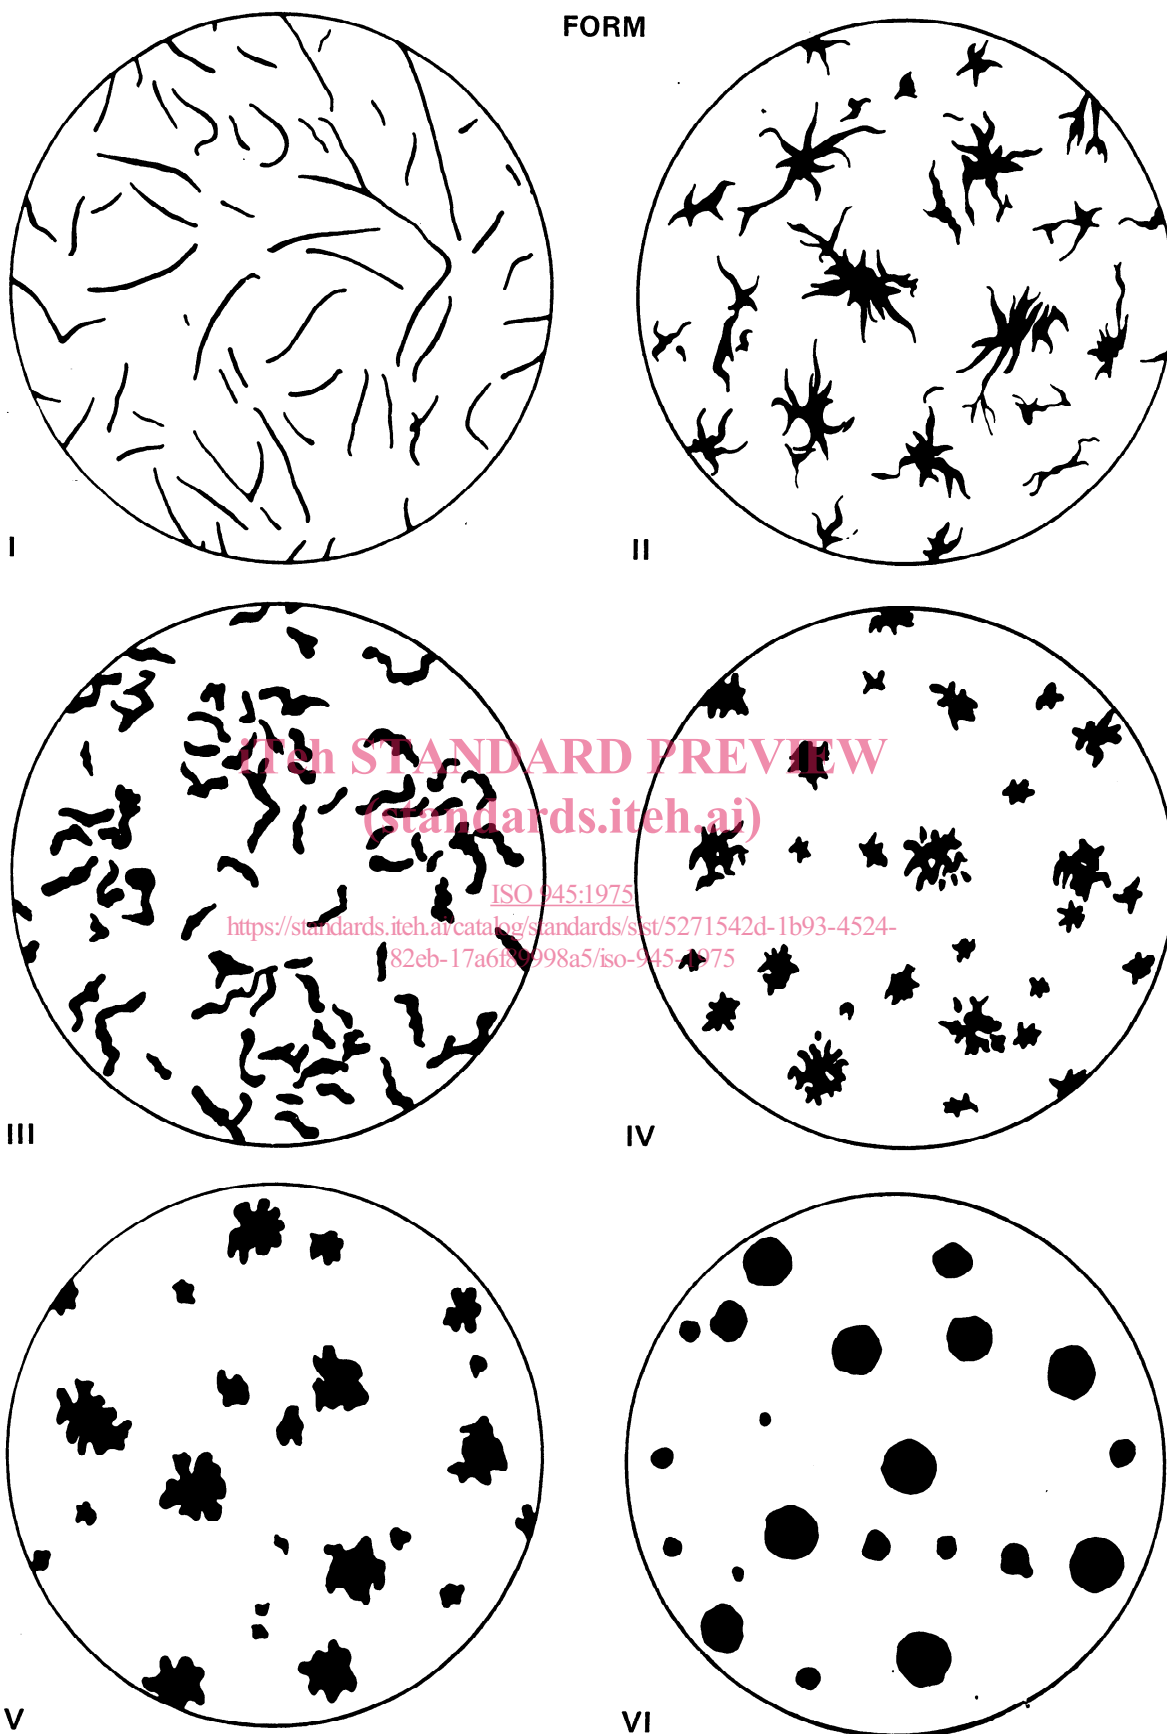 FORM
I
II
iTeh STANDARD PREVIEW
(standards.iteh.ai)
ISO 945:1975
https://standards.iteh.ai/catalog/standards/sist/5271542d-1b93-4524-
82eb-17a6f89998a5/iso-945-1975
III
IV
V
VI